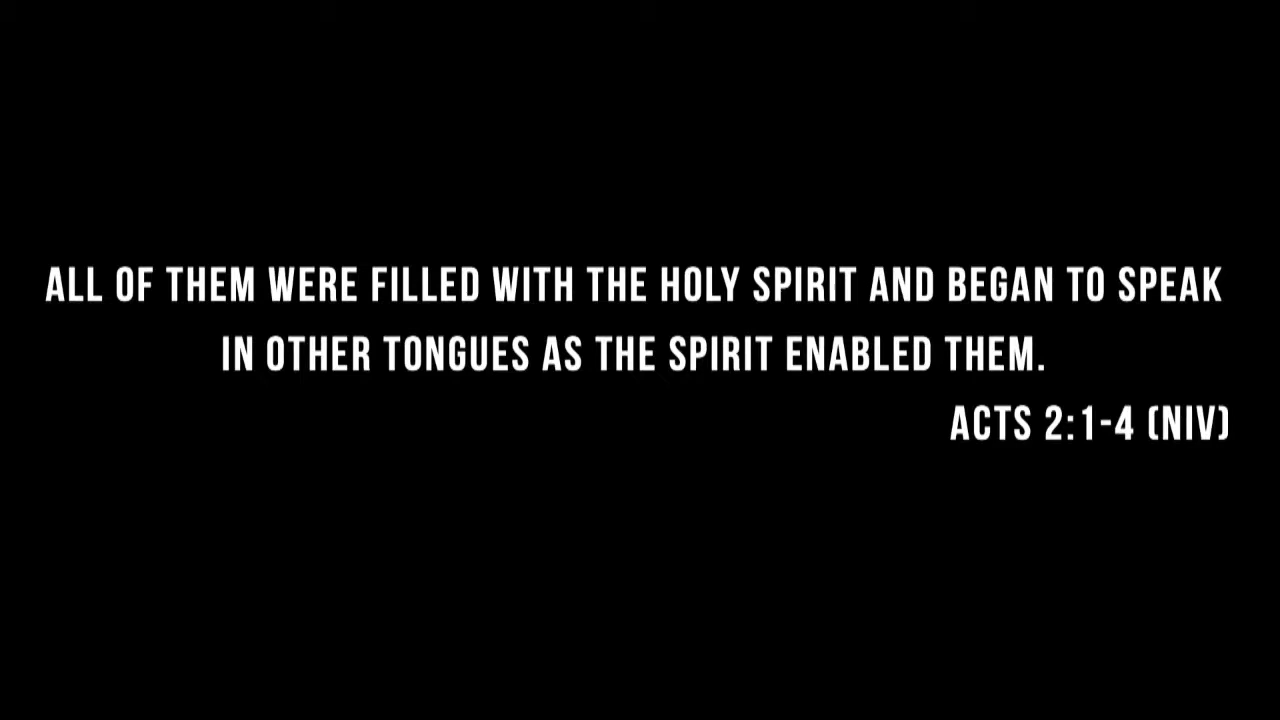 ALL OF THEM WERE FILLED WITH THE HOLY SPIRIT AND BEGAN TO SPEAK
IN OTHER TONGUES AS THE SPIRIT ENABLED THEM.
ACTS 2:1-4 (NIV)